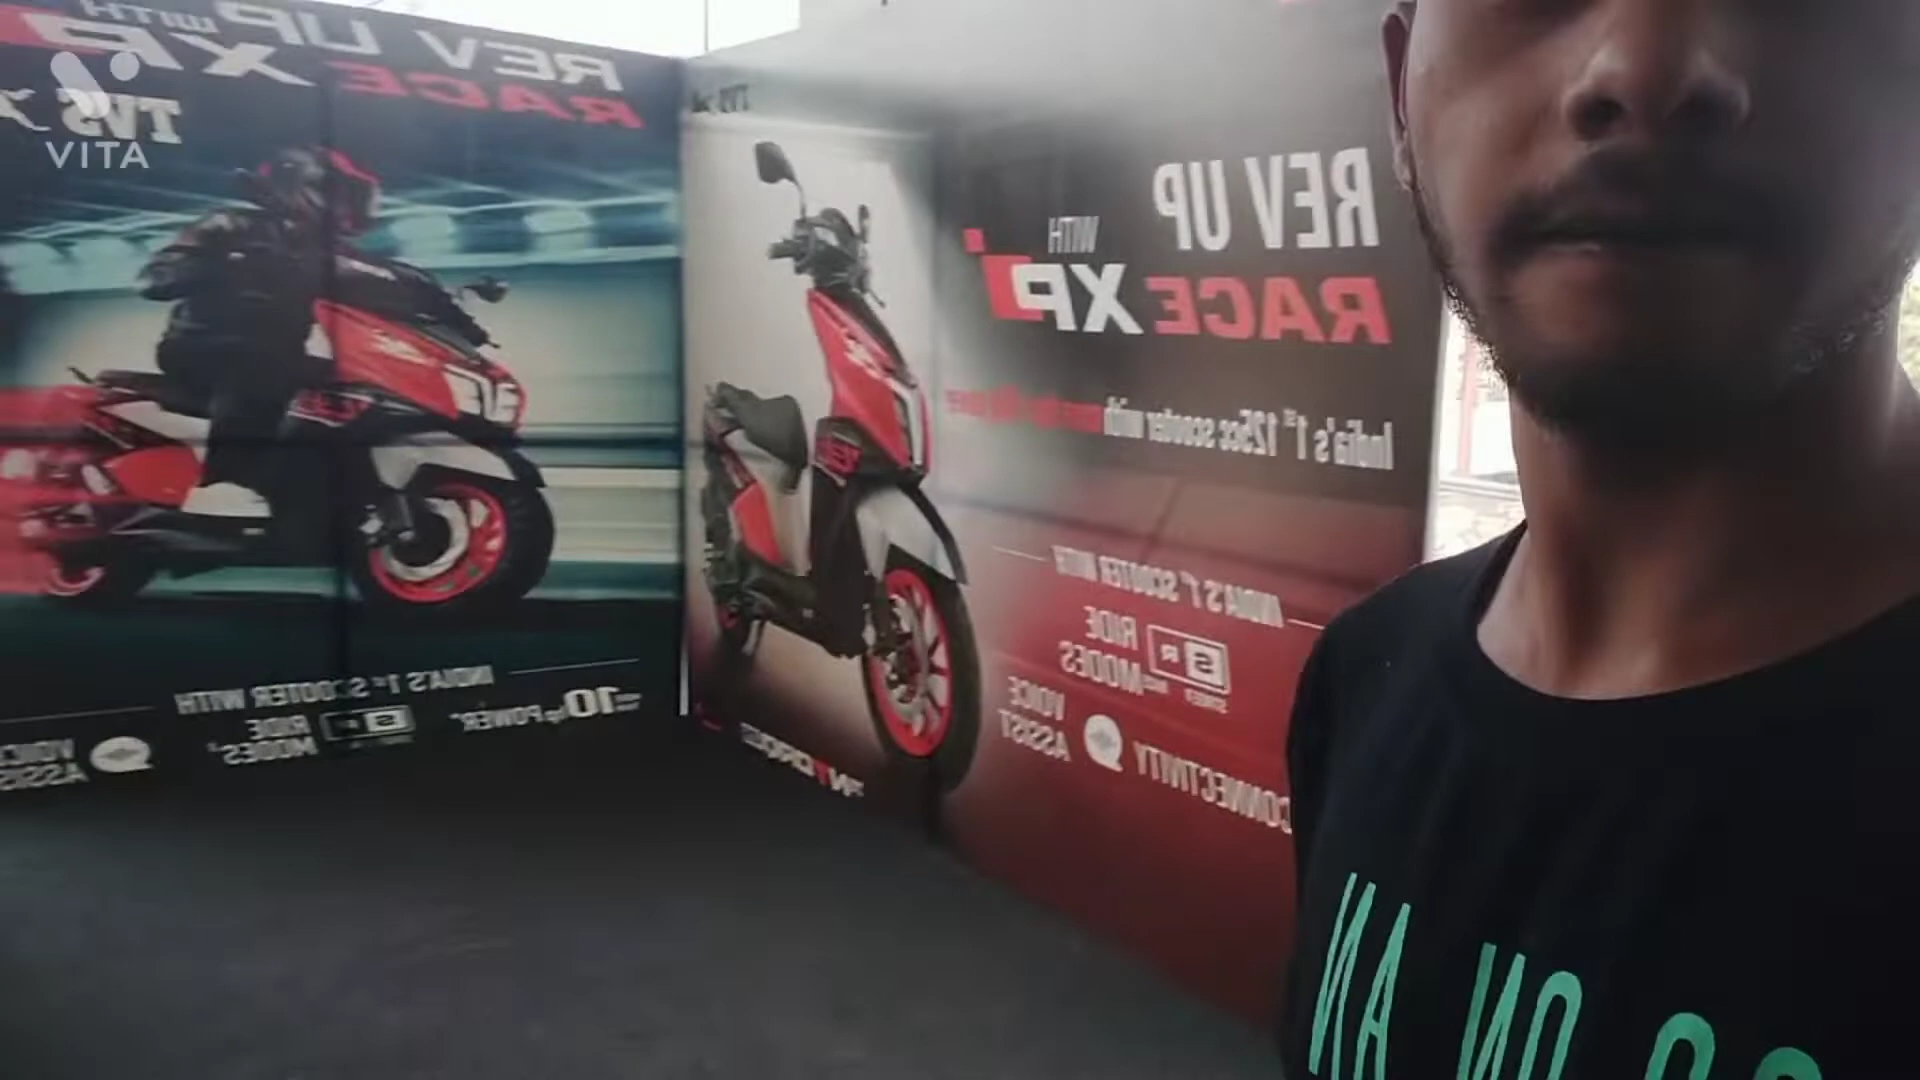 VITA
REV UP WITH
RACE XP
TVS
INDIA'S 1st SCOOTER WITH
10
POWER*
RIDE
MODES
VOICE
ASSIST
REV UP
WITH
RACE XP
India's 1st 125cc scooter with
INDIA'S 1st SCOOTER WITH
RIDE
MODES
CONNECTIVITY
VOICE
ASSIST
NTORQ